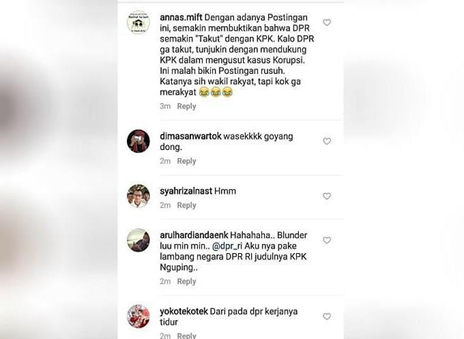 annas.mift Dengan adanya Postingan
ini, semakin membuktikan bahwa DPR
semakin "Takut" dengan KPK. Kalo DPR
ga takut, tunjukin dengan mendukung
KPK dalam mengusut kasus Korupsi.
Ini malah bikin Postingan rusuh.
Katanya sih wakil rakyat, tapi kok ga
merakyat 😂😂😂
3m Reply
dimasanwartok wasekkkk goyang
dong.
2m Reply
syahrizalnast Hmm
2m Reply
arulhardiandaenk Hahahaha.. Blunder
luu min min.. @dpr_ri Aku nya pake
lambang negara DPR RI judulnya KPK
Nguping..
2m Reply
yokotekotek Dari pada dpr kerjanya
tidur
2m Reply